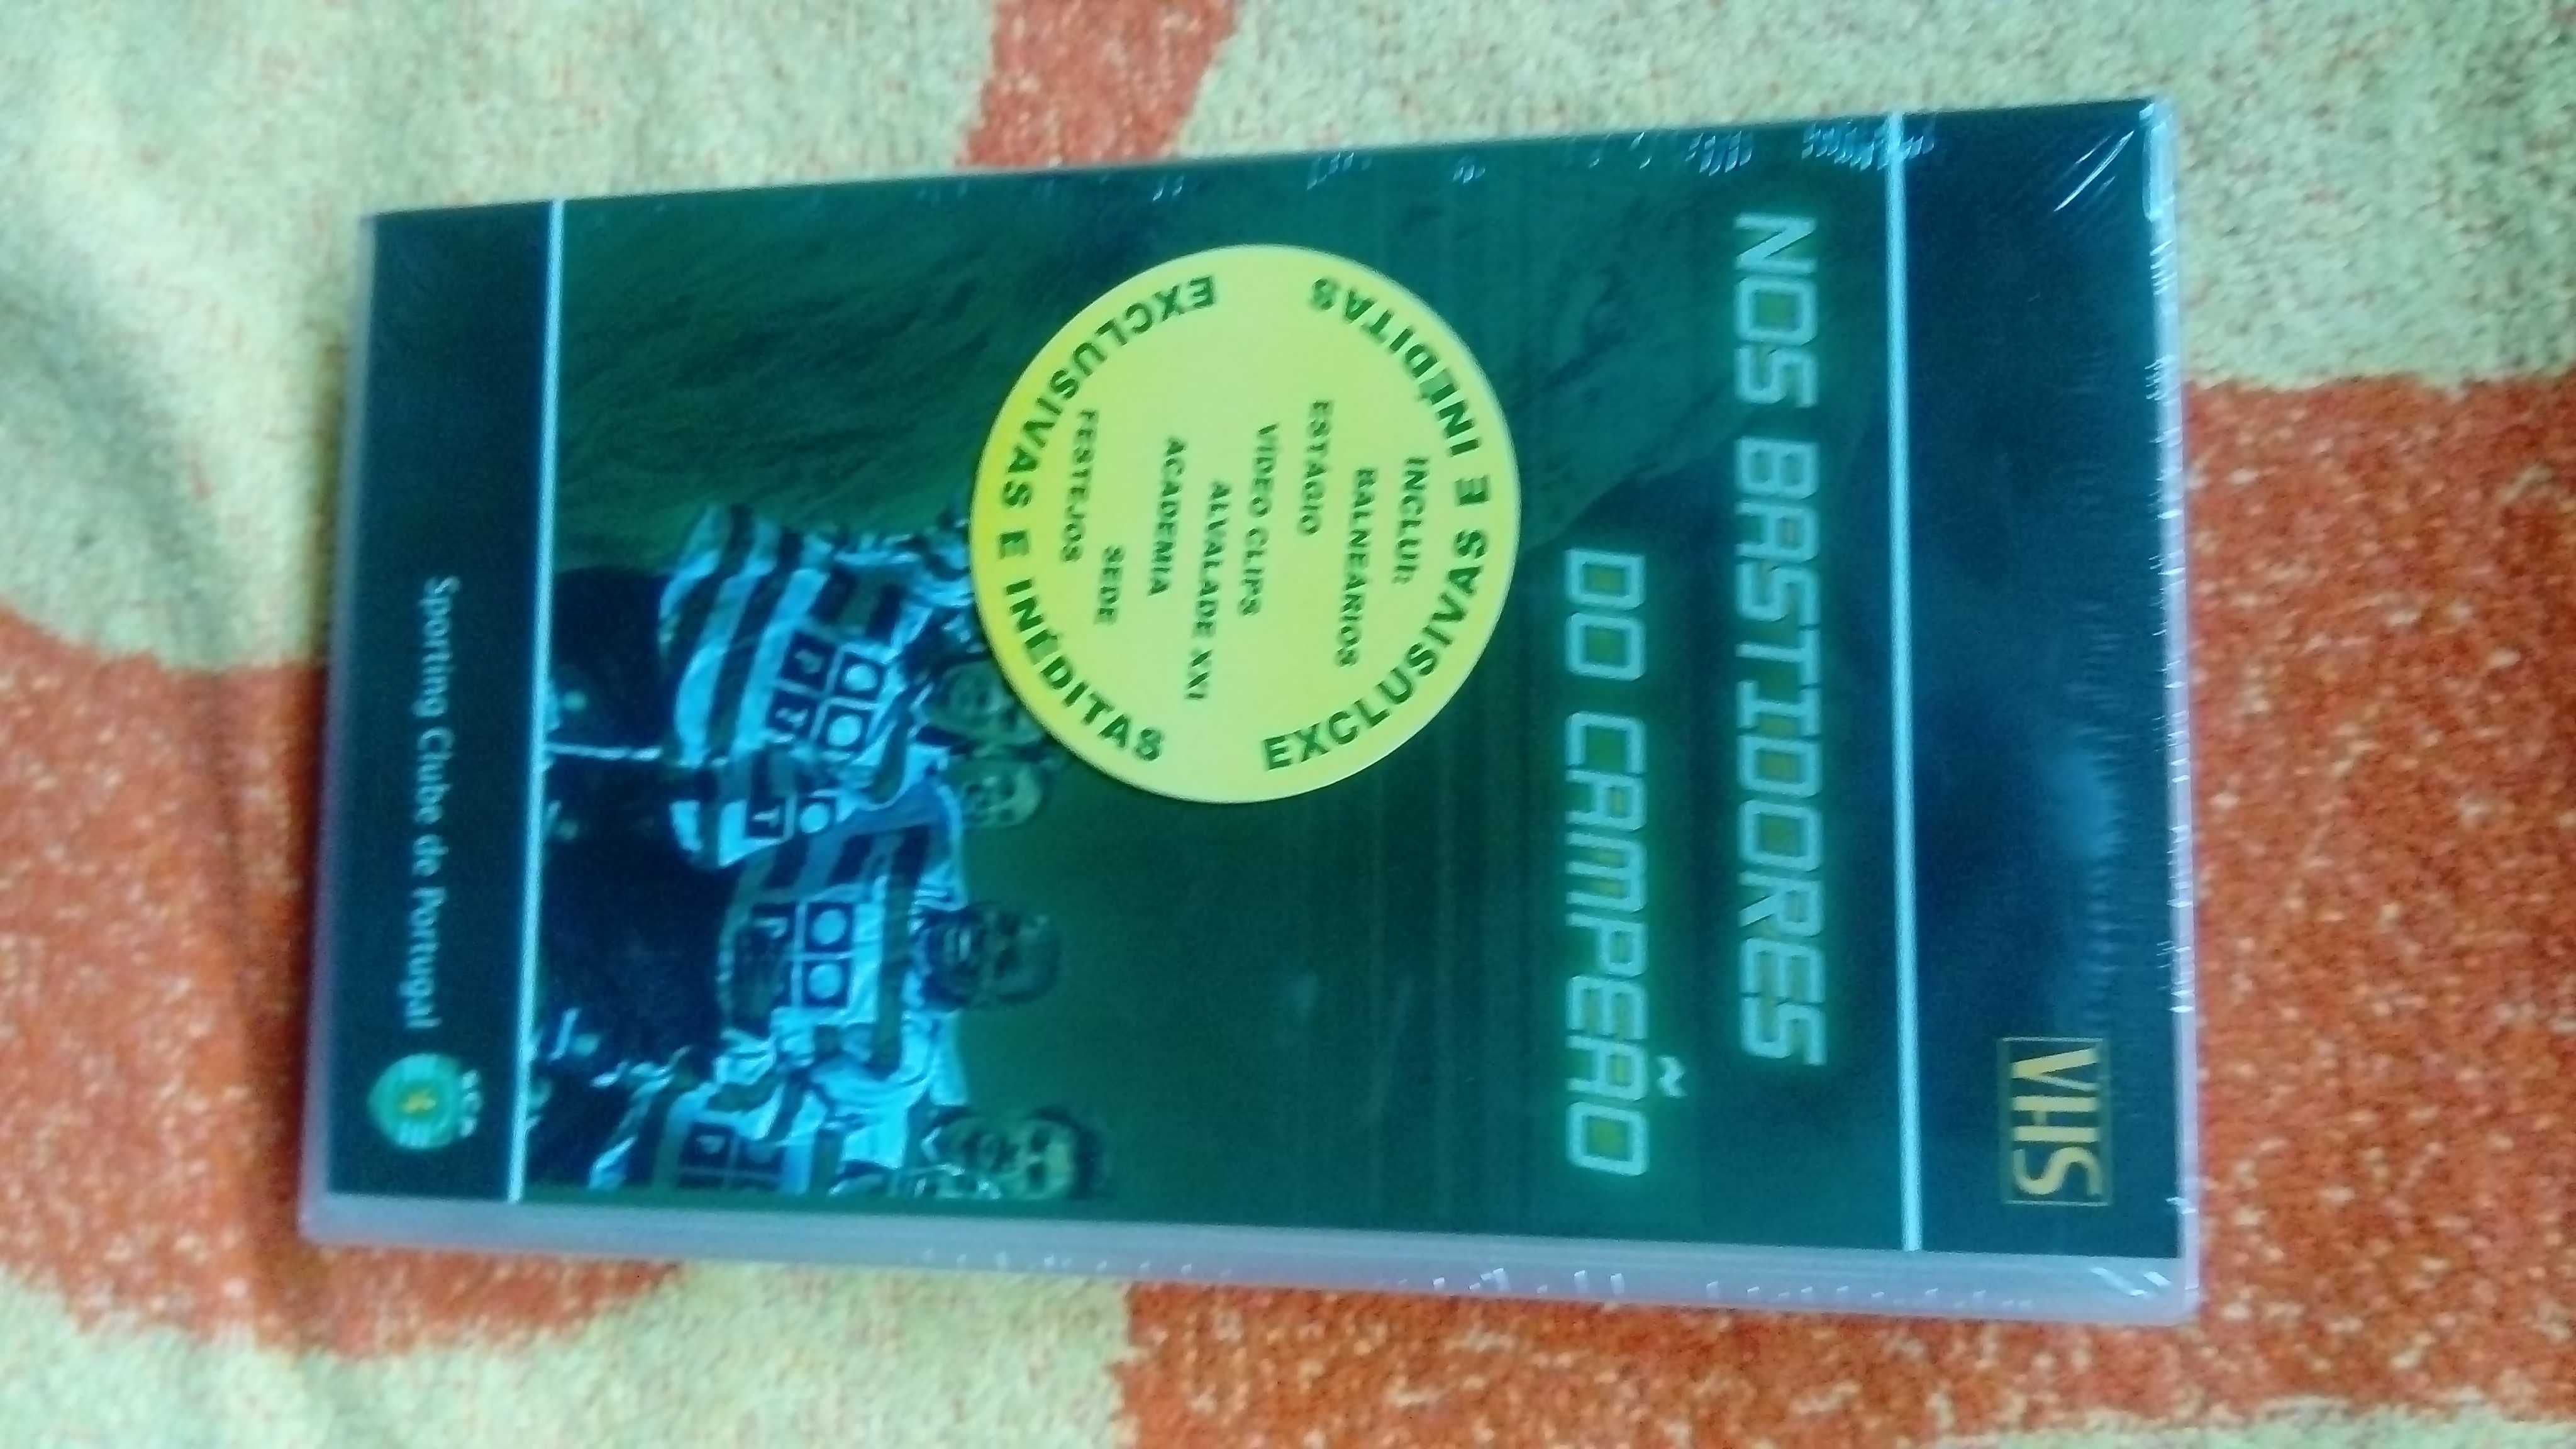 VHS
NOS BASTIDORES
DO CAMPEÃO
EXCLUSIVAS E INÉDITAS
EXCLUSIVAS E INÉDITAS
INCLUI:
BALNEÁRIOS
ESTÁGIO
VÍDEO CLIPS
ALVALADE XXI
ACADEMIA
SEDE
FESTEJOS
Sporting Clube de Portugal